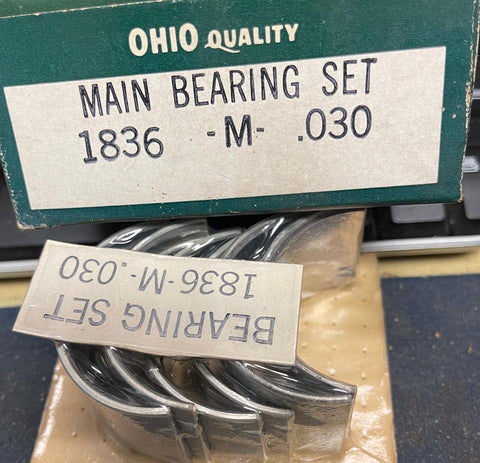 OHIO QUALITY
MAIN BEARING SET
1836 -M- .030
BEARING SET
1836-M-.030